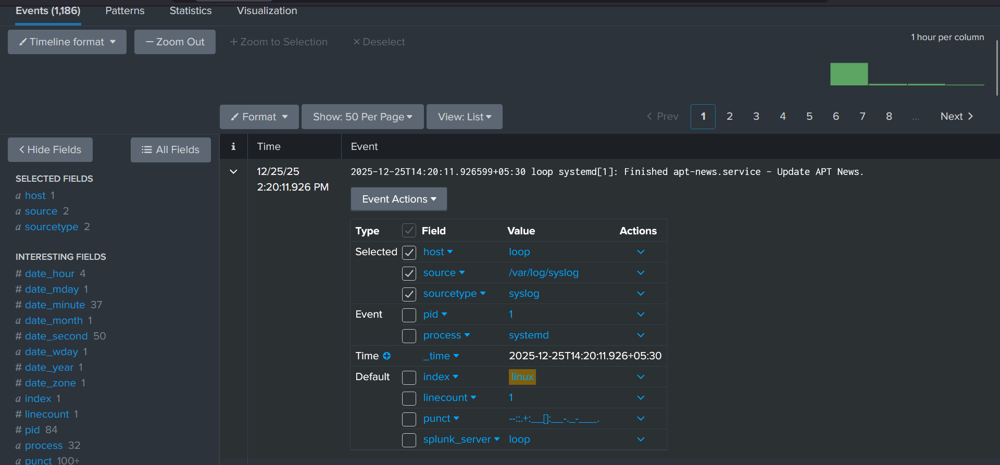 Events (1,186) Patterns Statistics Visualization
Timeline format — Zoom Out + Zoom to Selection × Deselect 1 hour per column
Format Show: 50 Per Page View: List < Prev 1 2 3 4 5 6 7 8 ... Next >
< Hide Fields All Fields
i Time Event
SELECTED FIELDS
a host 1
a source 2
a sourcetype 2
INTERESTING FIELDS
# date_hour 4
# date_mday 1
# date_minute 37
a date_month 1
# date_second 50
a date_wday 1
# date_year 1
# date_zone 1
a index 1
# linecount 1
# pid 84
a process 32
a punct 100+
12/25/25
2:20:11.926 PM
2025-12-25T14:20:11.926599+05:30 loop systemd[1]: Finished apt-news.service - Update APT News.
Event Actions
Type Field Value Actions
Selected host loop
source /var/log/syslog
sourcetype syslog
Event pid 1
process systemd
Time _time 2025-12-25T14:20:11.926+05:30
Default index linux
linecount 1
punct --::.+:__[]:__-._-____.
splunk_server loop